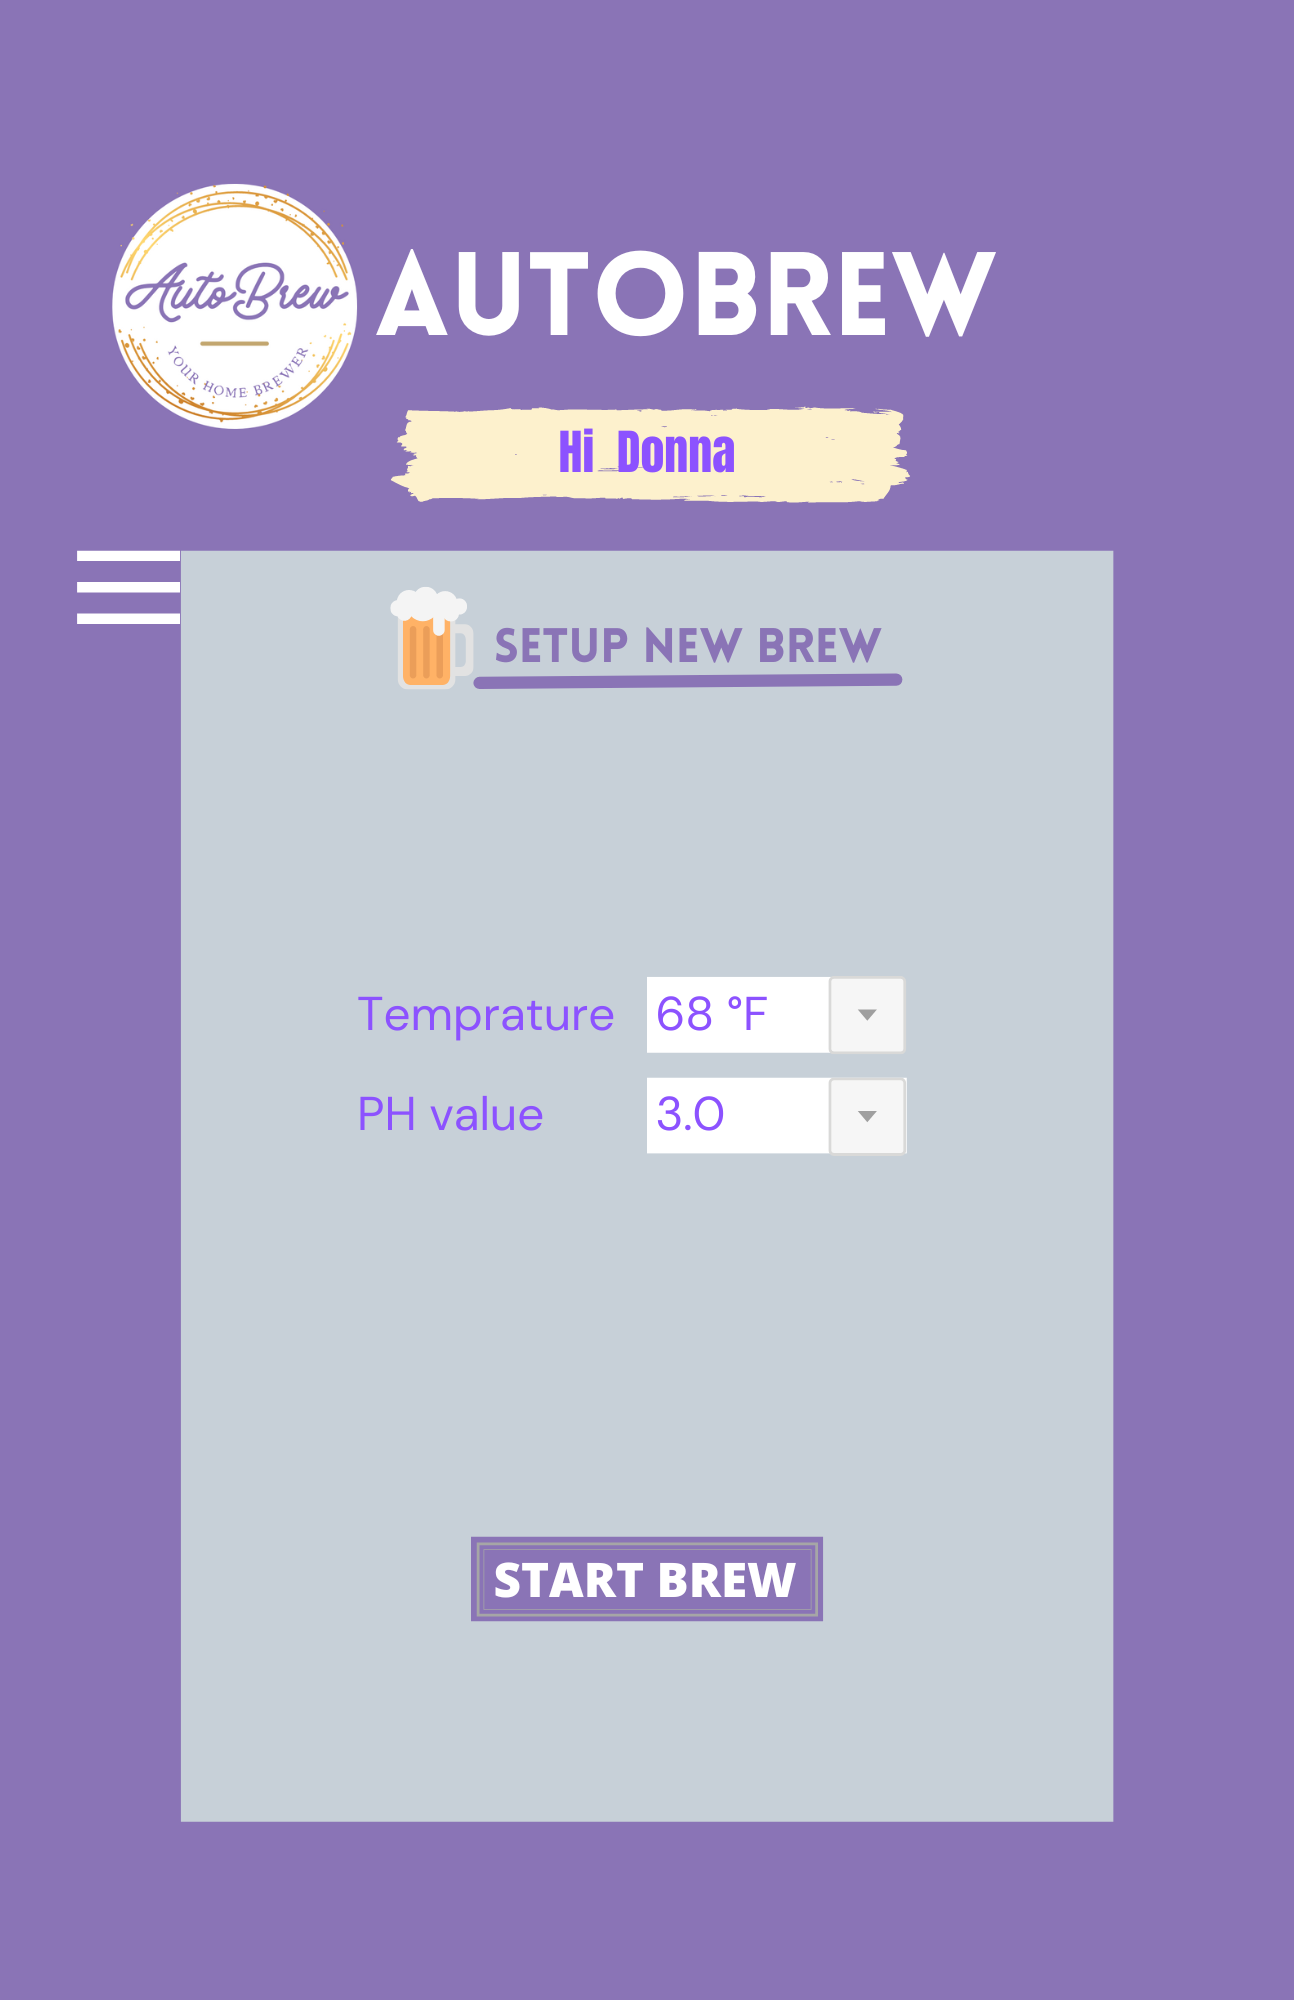 AutoBrew
YOUR HOME BREWER
AUTOBREW
Hi Donna
SETUP NEW BREW
Temprature 68 °F
PH value 3.0
START BREW